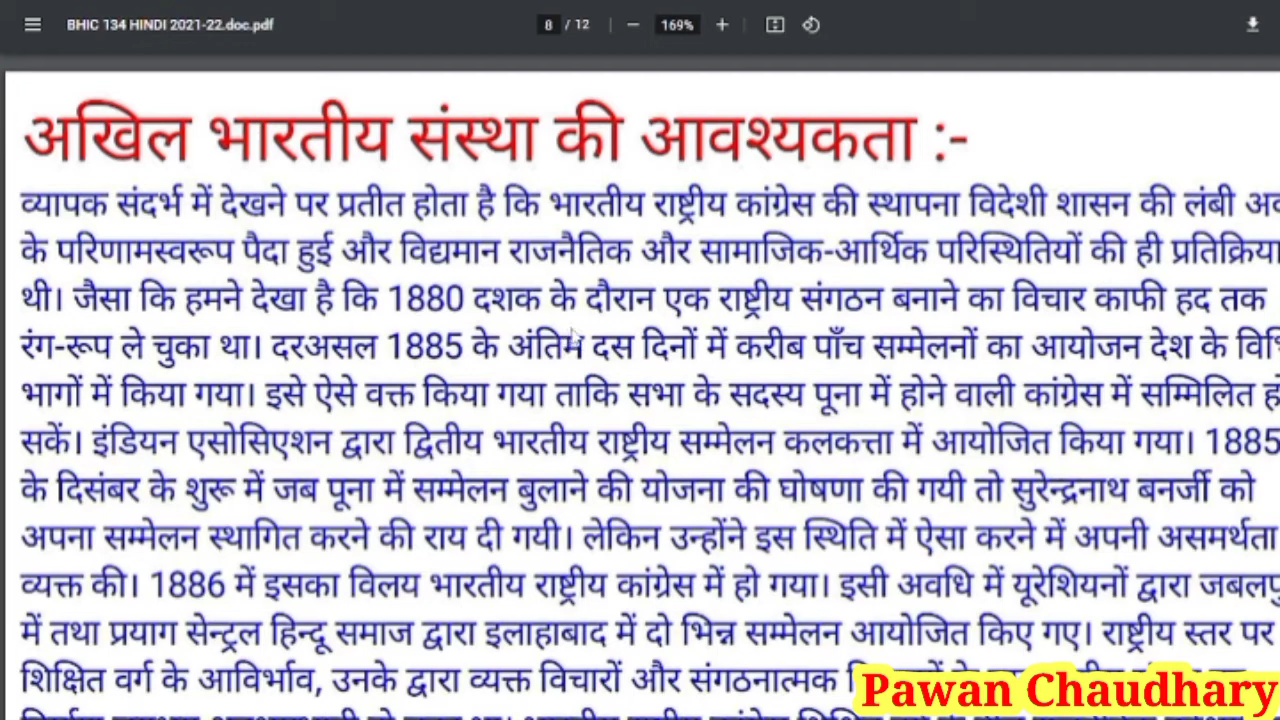 BHIC 134 HINDI 2021-22.doc.pdf
8 / 12
169%
अखिल भारतीय संस्था की आवश्यकता :-
व्यापक संदर्भ में देखने पर प्रतीत होता है कि भारतीय राष्ट्रीय कांग्रेस की स्थापना विदेशी शासन की लंबी
के परिणामस्वरूप पैदा हुई और विद्यमान राजनैतिक और सामाजिक-आर्थिक परिस्थितियों की ही प्रतिक्रिया
थी। जैसा कि हमने देखा है कि 1880 दशक के दौरान एक राष्ट्रीय संगठन बनाने का विचार काफी हद तक
रंग-रूप ले चुका था। दरअसल 1885 के अंतिम दस दिनों में करीब पाँच सम्मेलनों का आयोजन देश के
भागों में किया गया। इसे ऐसे वक्त किया गया ताकि सभा के सदस्य पूना में होने वाली कांग्रेस में सम्मिलित हो
सकें। इंडियन एसोसिएशन द्वारा द्वितीय भारतीय राष्ट्रीय सम्मेलन कलकत्ता में आयोजित किया गया। 1885
के दिसंबर के शुरू में जब पूना में सम्मेलन बुलाने की योजना की घोषणा की गयी तो सुरेन्द्रनाथ बनर्जी को
अपना सम्मेलन स्थागित करने की राय दी गयी। लेकिन उन्होंने इस स्थिति में ऐसा करने में अपनी असमर्थता
व्यक्त की। 1886 में इसका विलय भारतीय राष्ट्रीय कांग्रेस में हो गया। इसी अवधि में यूरेशियनों द्वारा
में तथा प्रयाग सेन्ट्रल हिन्दू समाज द्वारा इलाहाबाद में दो भिन्न सम्मेलन आयोजित किए गए। राष्ट्रीय स्तर पर
शिक्षित वर्ग के आविर्भाव, उनके द्वारा व्यक्त विचारों और संगठनात्मक
Pawan Chaudhary